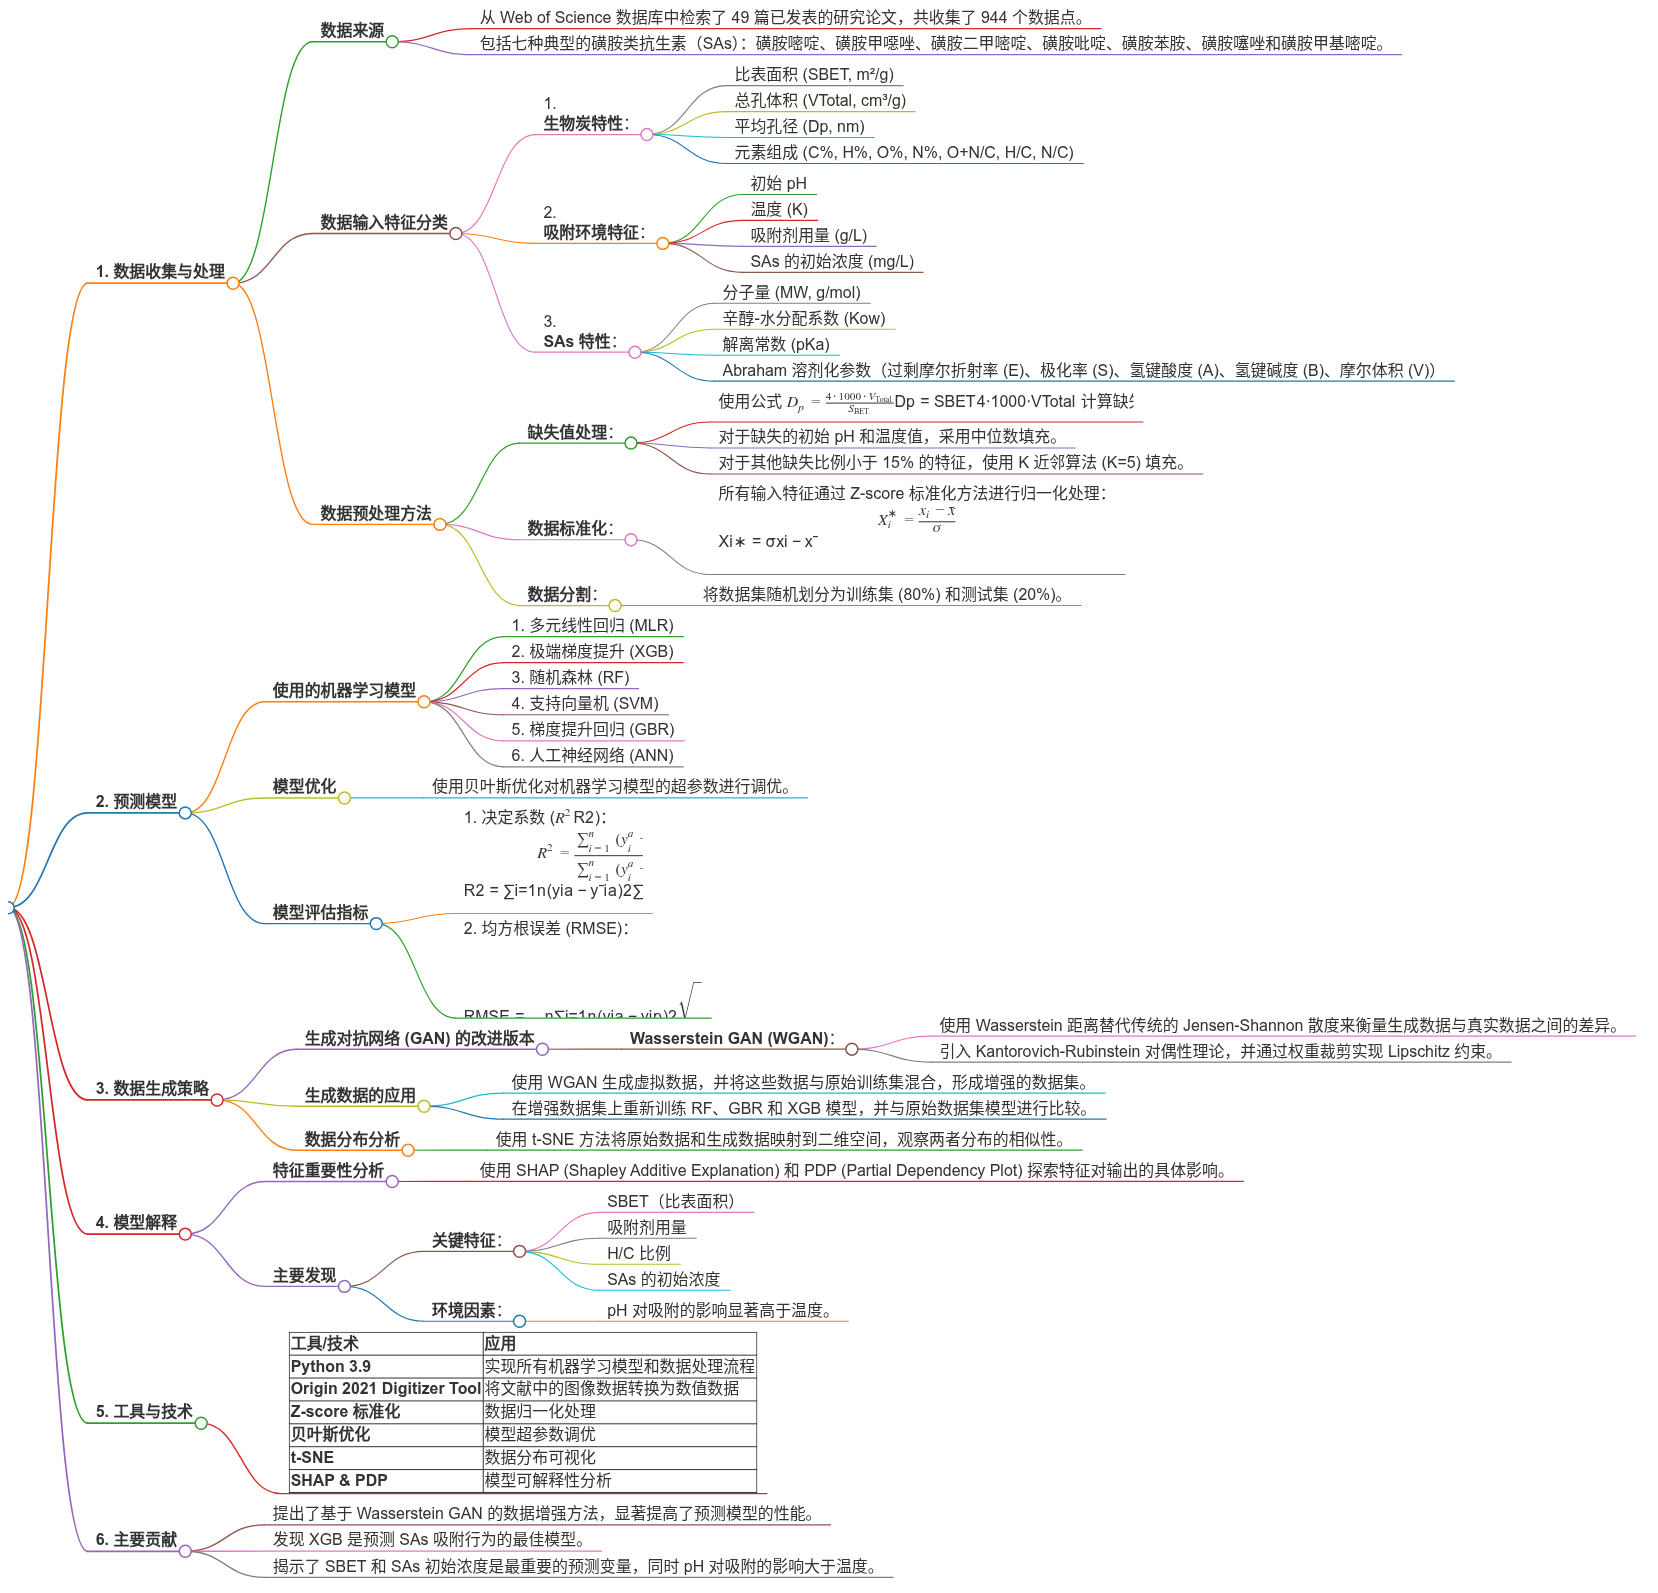 1. 数据收集与处理
数据来源
从 Web of Science 数据库中检索了 49 篇已发表的研究论文，共收集了 944 个数据点。
包括七种典型的磺胺类抗生素（SAs）：磺胺嘧啶、磺胺甲噁唑、磺胺二甲嘧啶、磺胺吡啶、磺胺苯胺、磺胺噻唑和磺胺甲基嘧啶。
数据输入特征分类
1.
生物炭特性：
比表面积 (SBET, m²/g)
总孔体积 (VTotal, cm³/g)
平均孔径 (Dp, nm)
元素组成 (C%, H%, O%, N%, O+N/C, H/C, N/C)
2.
吸附环境特征：
初始 pH
温度 (K)
吸附剂用量 (g/L)
SAs 的初始浓度 (mg/L)
3.
SAs 特性：
分子量 (MW, g/mol)
辛醇-水分配系数 (Kow)
解离常数 (pKa)
Abraham 溶剂化参数（过剩摩尔折射率 (E)、极化率 (S)、氢键酸度 (A)、氢键碱度 (B)、摩尔体积 (V)）
数据预处理方法
缺失值处理：
使用公式 D_p = 4·1000·V_Total / S_BET Dp = SBET4·1000·VTotal 计算缺
对于缺失的初始 pH 和温度值，采用中位数填充。
对于其他缺失比例小于 15% 的特征，使用 K 近邻算法 (K=5) 填充。
数据标准化：
所有输入特征通过 Z-score 标准化方法进行归一化处理：
X_i^* = (x_i − x̄) / σ
Xi∗ = σxi − xˉ
数据分割：
将数据集随机划分为训练集 (80%) 和测试集 (20%)。
2. 预测模型
使用的机器学习模型
1. 多元线性回归 (MLR)
2. 极端梯度提升 (XGB)
3. 随机森林 (RF)
4. 支持向量机 (SVM)
5. 梯度提升回归 (GBR)
6. 人工神经网络 (ANN)
模型优化
使用贝叶斯优化对机器学习模型的超参数进行调优。
模型评估指标
1. 决定系数 (R² R2)：
R² = ∑_{i=1}^n (y_i^a / ∑_{i=1}^n (y_i^a
R2 = ∑i=1n(yia − yˉia)2∑
2. 均方根误差 (RMSE)：
RMSE = n∑i=1n(yia − yip)2√
3. 数据生成策略
生成对抗网络 (GAN) 的改进版本
Wasserstein GAN (WGAN)：
使用 Wasserstein 距离替代传统的 Jensen-Shannon 散度来衡量生成数据与真实数据之间的差异。
引入 Kantorovich-Rubinstein 对偶性理论，并通过权重裁剪实现 Lipschitz 约束。
生成数据的应用
使用 WGAN 生成虚拟数据，并将这些数据与原始训练集混合，形成增强的数据集。
在增强数据集上重新训练 RF、GBR 和 XGB 模型，并与原始数据集模型进行比较。
数据分布分析
使用 t-SNE 方法将原始数据和生成数据映射到二维空间，观察两者分布的相似性。
4. 模型解释
特征重要性分析
使用 SHAP (Shapley Additive Explanation) 和 PDP (Partial Dependency Plot) 探索特征对输出的具体影响。
主要发现
关键特征：
SBET（比表面积）
吸附剂用量
H/C 比例
SAs 的初始浓度
环境因素：
pH 对吸附的影响显著高于温度。
5. 工具与技术
工具/技术 应用
Python 3.9 实现所有机器学习模型和数据处理流程
Origin 2021 Digitizer Tool 将文献中的图像数据转换为数值数据
Z-score 标准化 数据归一化处理
贝叶斯优化 模型超参数调优
t-SNE 数据分布可视化
SHAP & PDP 模型可解释性分析
6. 主要贡献
提出了基于 Wasserstein GAN 的数据增强方法，显著提高了预测模型的性能。
发现 XGB 是预测 SAs 吸附行为的最佳模型。
揭示了 SBET 和 SAs 初始浓度是最重要的预测变量，同时 pH 对吸附的影响大于温度。